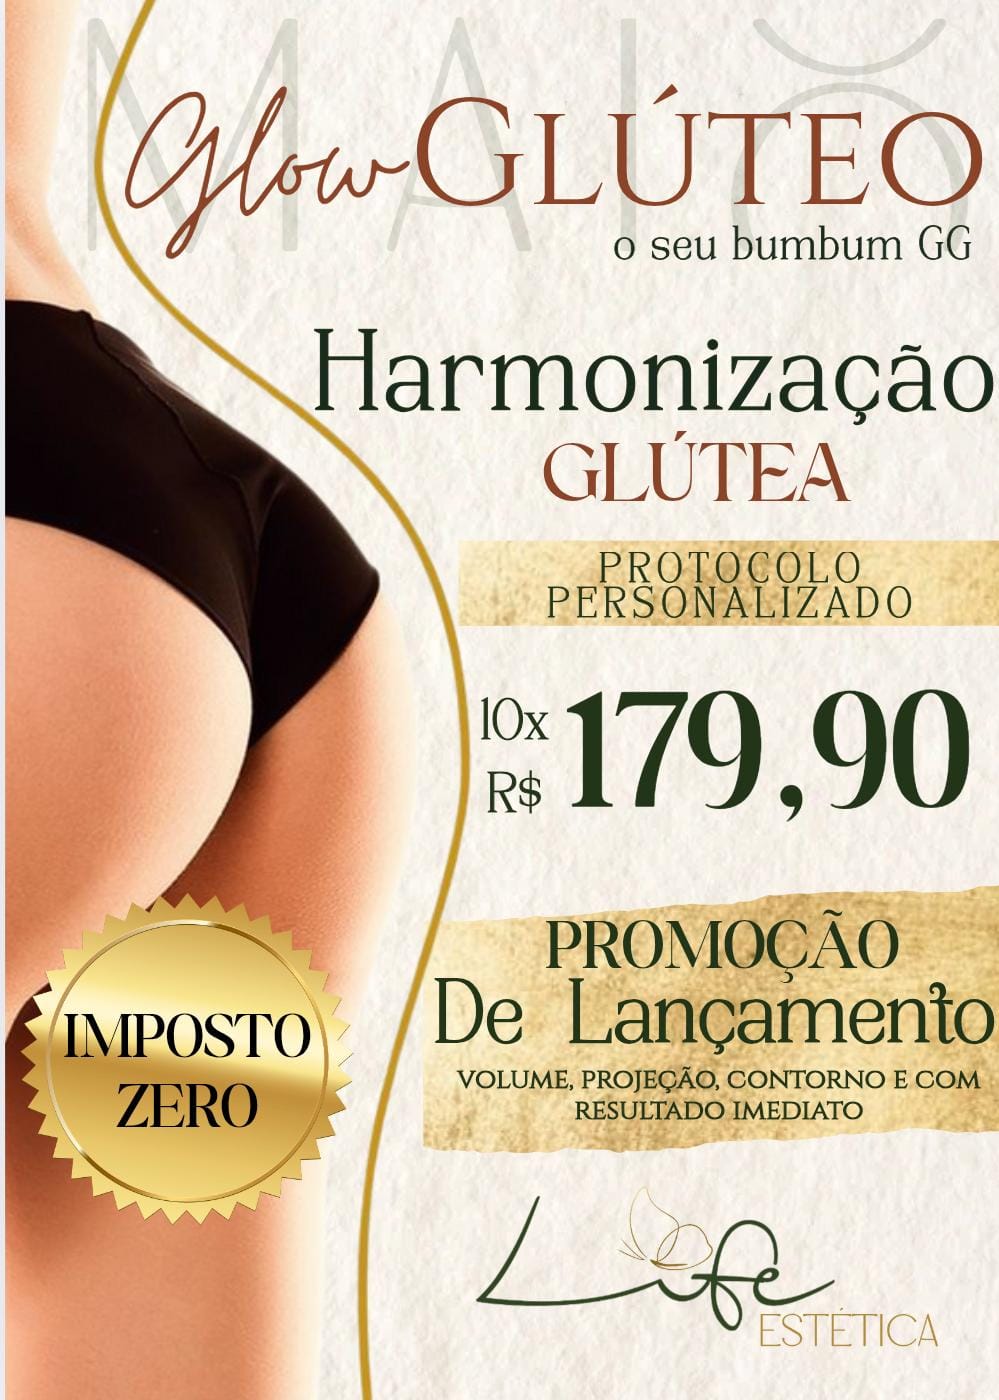 MAIO
Glow GLÚTEO
o seu bumbum GG
Harmonização
GLÚTEA
PROTOCOLO
PERSONALIZADO
10x
R$ 179,90
IMPOSTO
ZERO
PROMOÇÃO
De Lançamento
VOLUME, PROJEÇÃO, CONTORNO E COM
RESULTADO IMEDIATO
Life
ESTÉTICA